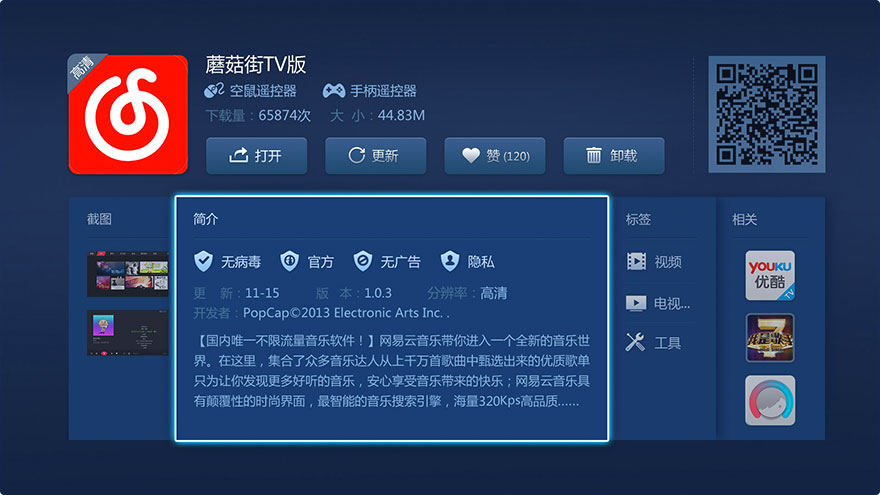 高清
蘑菇街TV版
空鼠遥控器 手柄遥控器
下载量：65874次 大 小：44.83M
打开 更新 赞 (120) 卸载
截图
简介
标签
相关
无病毒 官方 无广告 隐私
更 新：11-15 版 本：1.0.3 分辨率：高清
开发者：PopCap©2013 Electronic Arts Inc. .
【国内唯一不限流量音乐软件！】网易云音乐带你进入一个全新的音乐世
界。在这里，集合了众多音乐达人从上千万首歌曲中甄选出来的优质歌单
只为让你发现更多好听的音乐，安心享受音乐带来的快乐；网易云音乐具
有颠覆性的时尚界面，最智能的音乐搜索引擎，海量320Kps高品质......
视频
电视...
工具
YOUKU
优酷
TV